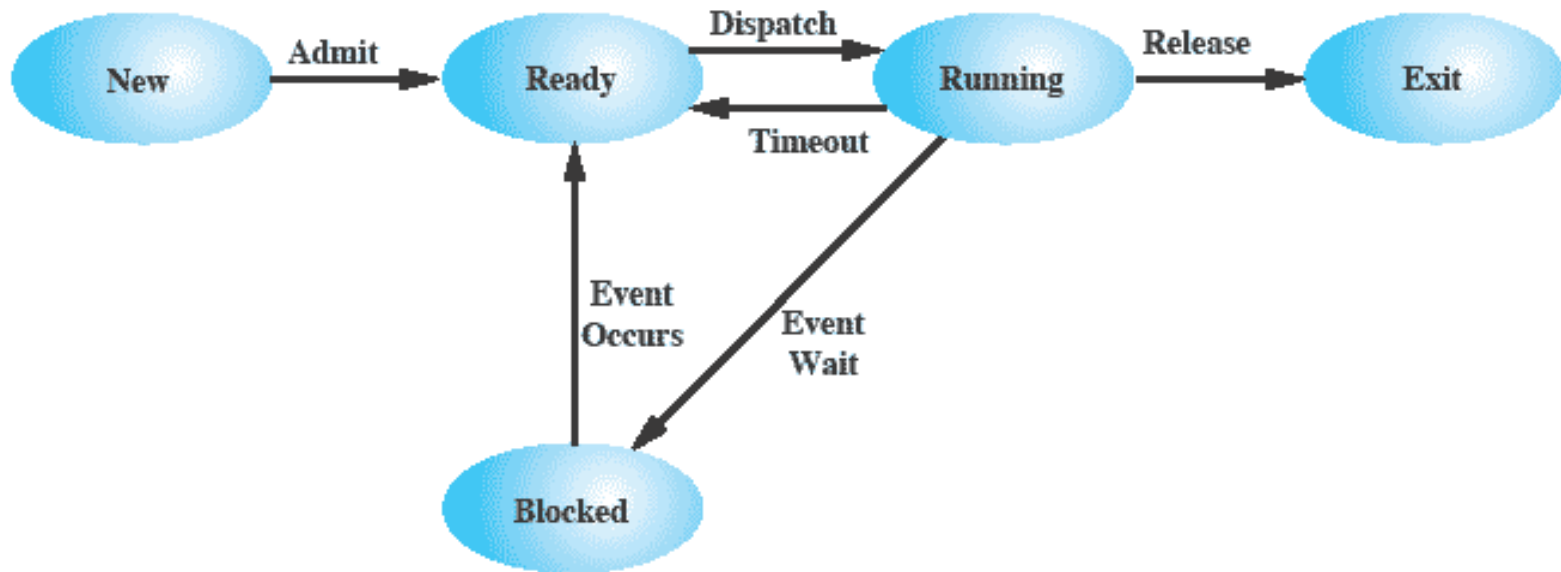 Dispatch
Release
Admit
New
Ready
Running
Exit
Timeout
Event
Occurs
Event
Wait
Blocked